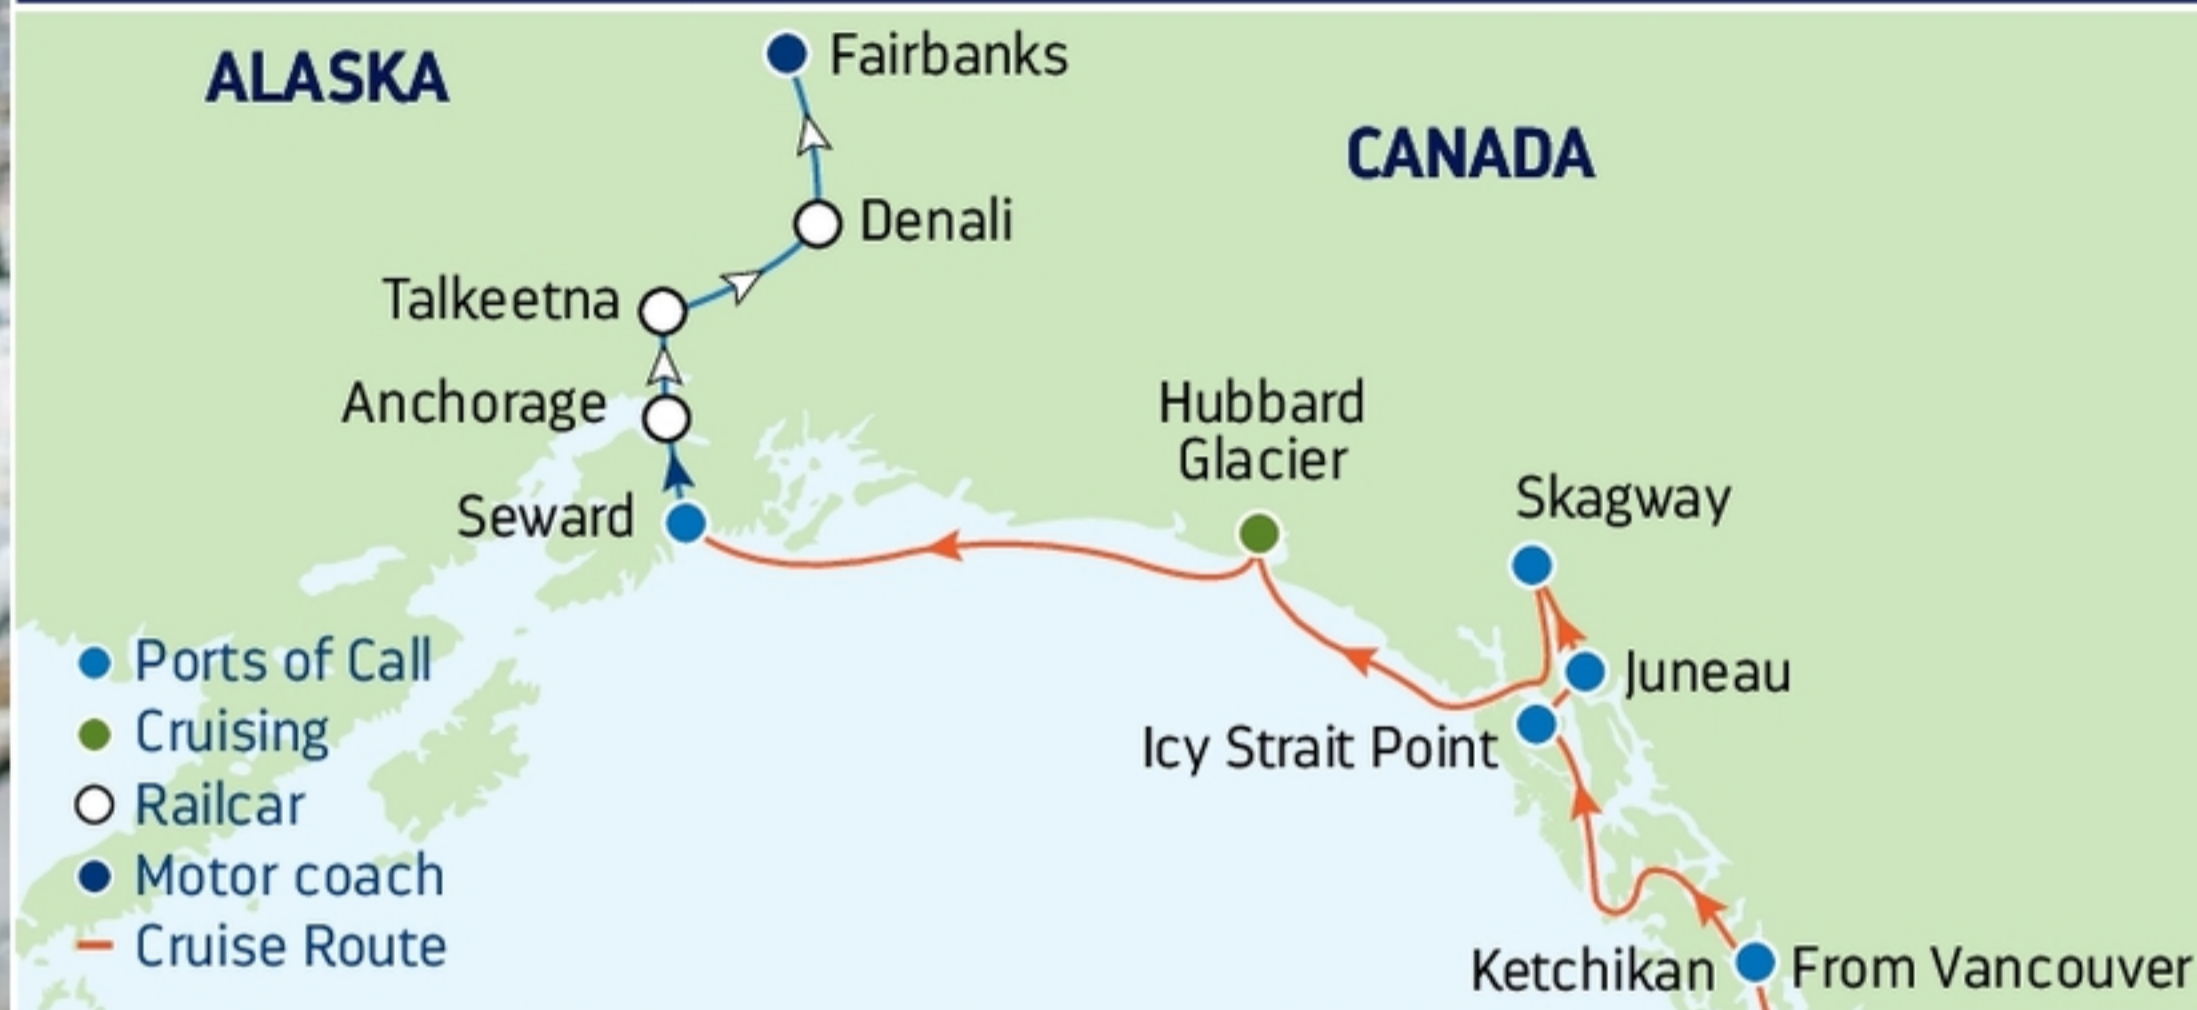 ALASKA
Fairbanks
CANADA
Denali
Talkeetna
Anchorage
Hubbard
Glacier
Seward
Skagway
Juneau
Icy Strait Point
Ketchikan
From Vancouver
Ports of Call
Cruising
Railcar
Motor coach
Cruise Route